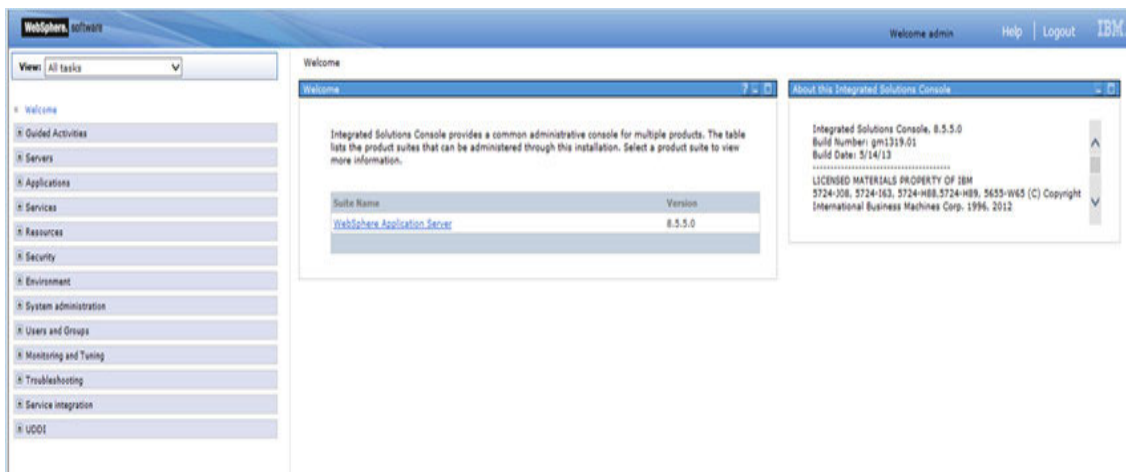 WebSphere. software
Welcome admin
Help | Logout
IBM.
View: All tasks
Welcome
Guided Activities
Servers
Applications
Services
Resources
Security
Environment
System administration
Users and Groups
Monitoring and Tuning
Troubleshooting
Service integration
UDDI
Welcome
Welcome ?
Integrated Solutions Console provides a common administrative console for multiple products. The table
lists the product suites that can be administered through this installation. Select a product suite to view
more information.
Suite Name Version
WebSphere Application Server 8.5.5.0
About this Integrated Solutions Console
Integrated Solutions Console, 8.5.5.0
Build Number: gm1319.01
Build Date: 5/14/13
----------------------------------------
LICENSED MATERIALS PROPERTY OF IBM
5724-J08, 5724-I63, 5724-H88,5724-H89, 5655-W65 (C) Copyright
International Business Machines Corp. 1996, 2012